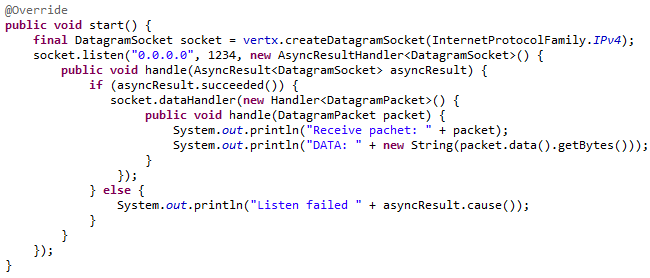 @Override
public void start() {
    final DatagramSocket socket = vertx.createDatagramSocket(InternetProtocolFamily.IPv4);
    socket.listen("0.0.0.0", 1234, new AsyncResultHandler<DatagramSocket>() {
        public void handle(AsyncResult<DatagramSocket> asyncResult) {
            if (asyncResult.succeeded()) {
               socket.dataHandler(new Handler<DatagramPacket>() {
                    public void handle(DatagramPacket packet) {
                        System.out.println("Receive pachet: " + packet);
                        System.out.println("DATA: " + new String(packet.data().getBytes()));
                    }
                });
            } else {
                System.out.println("Listen failed " + asyncResult.cause());
            }
        }
    });
}